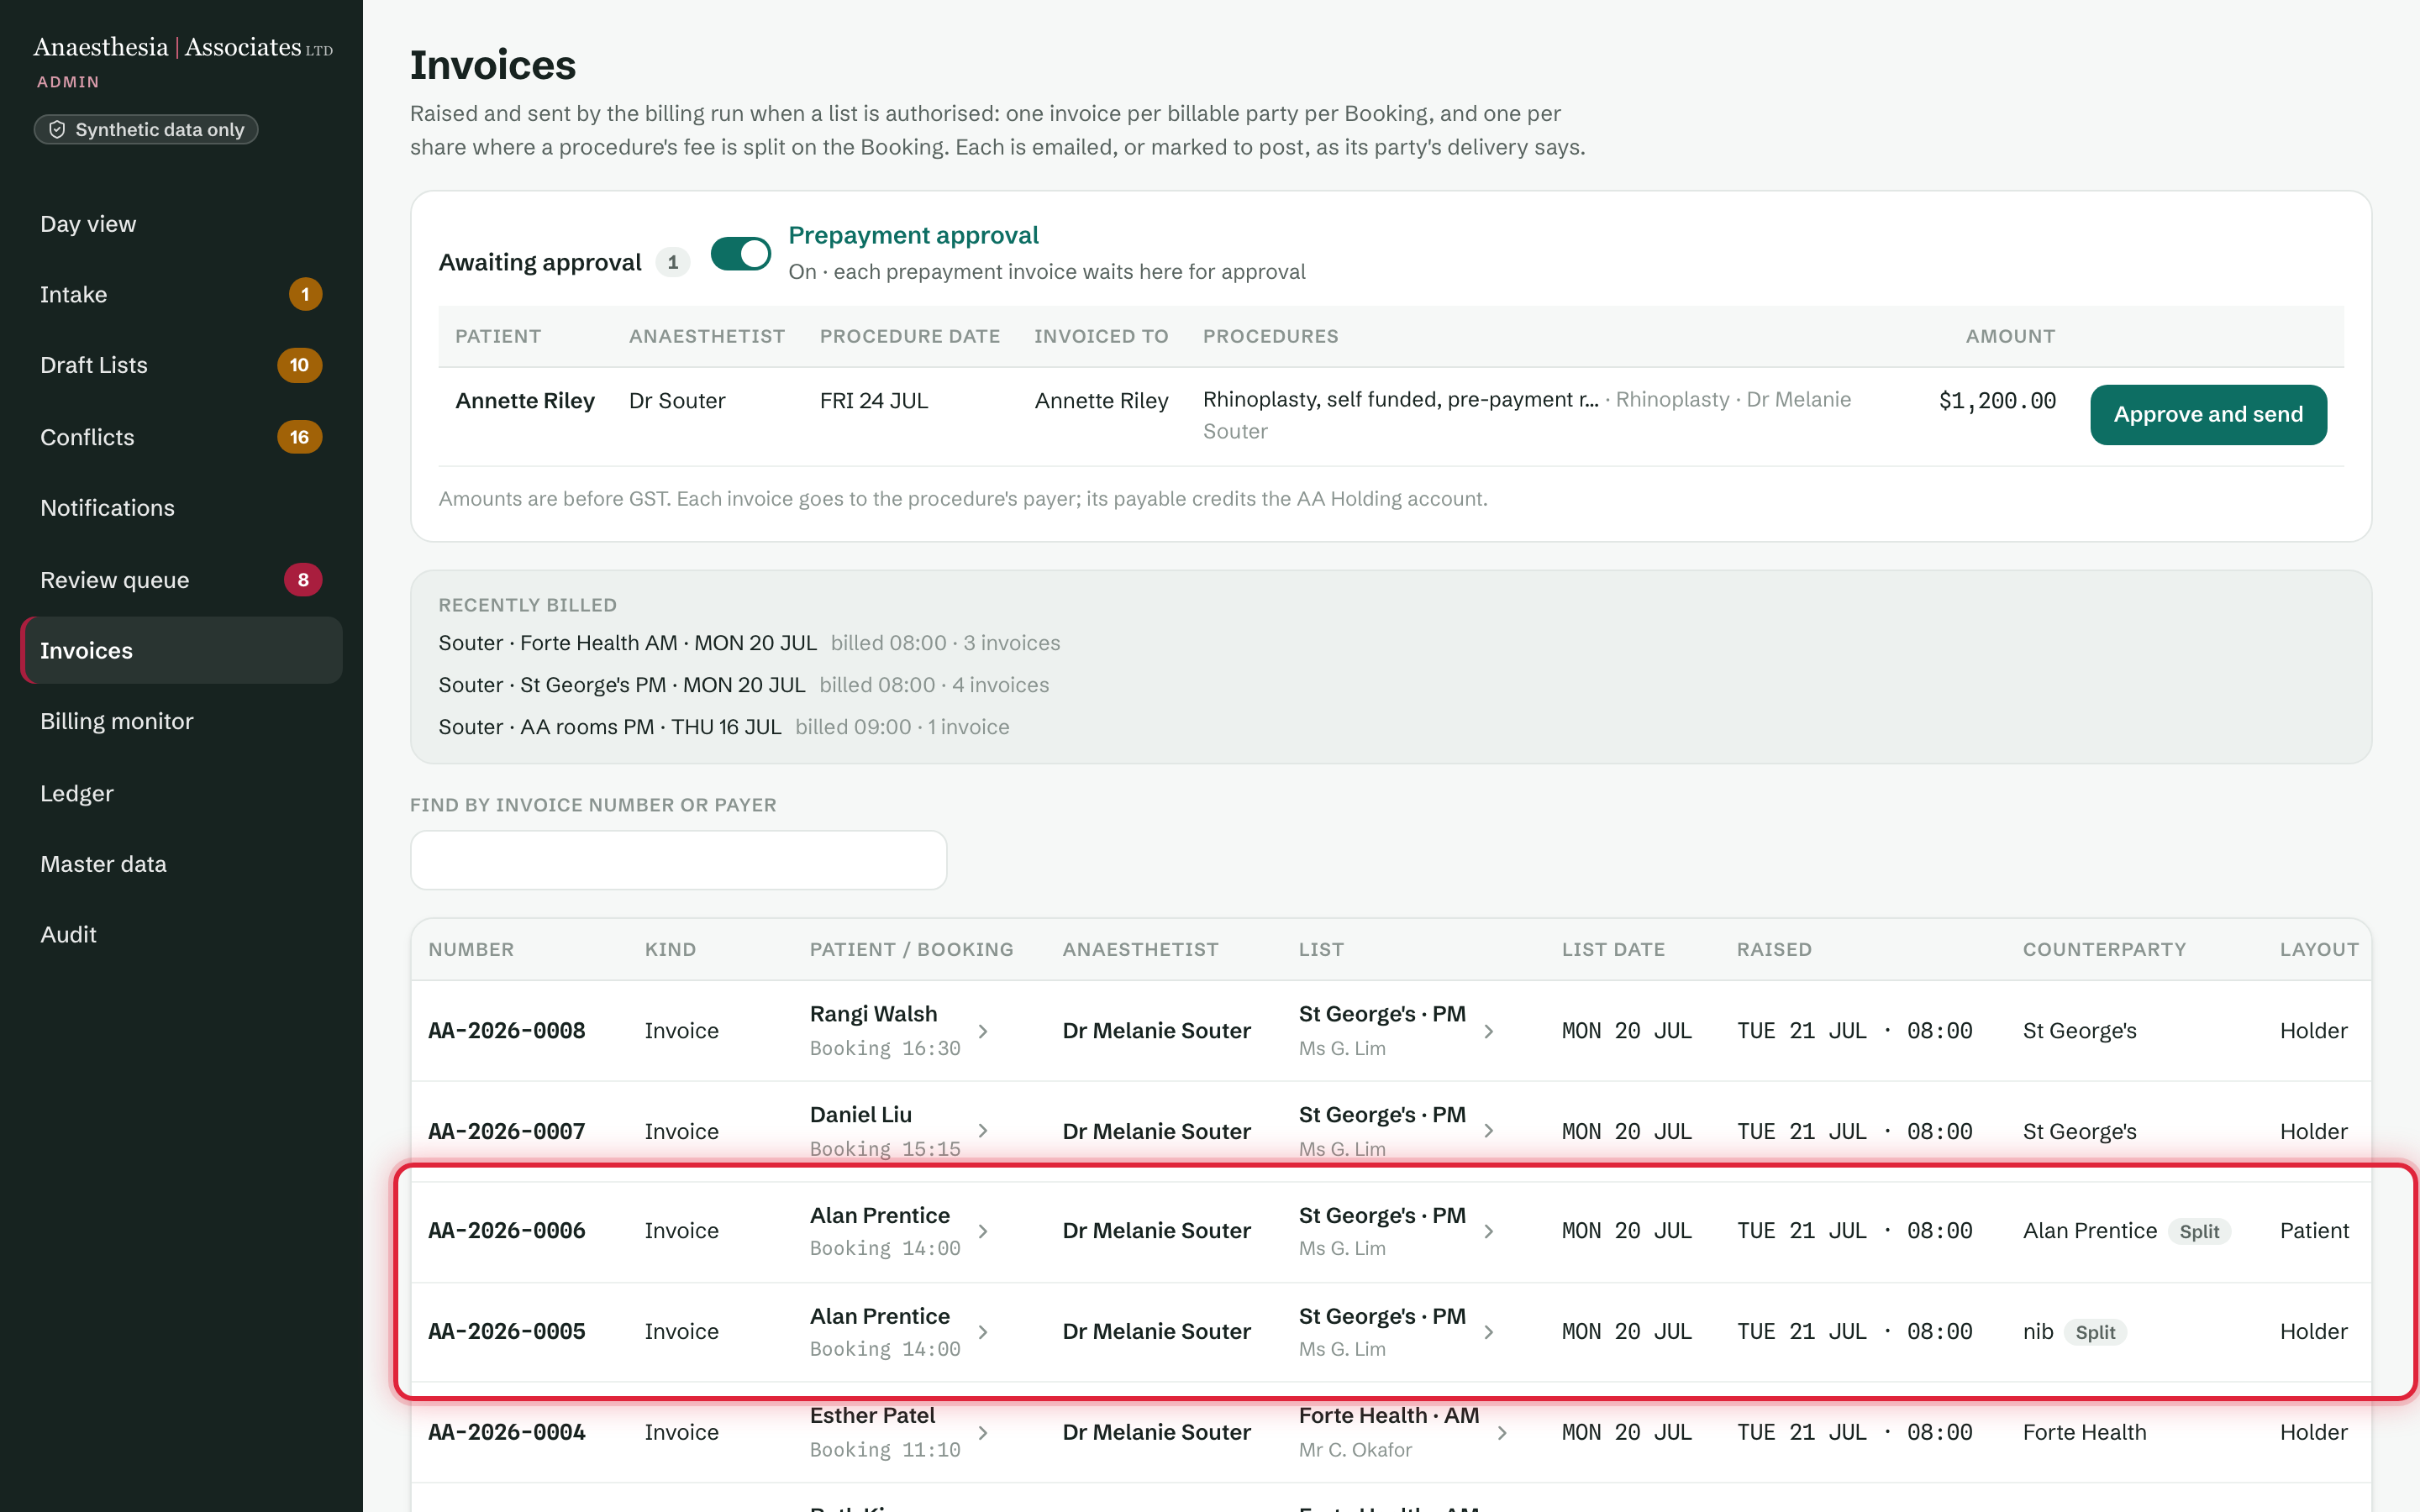 Anaesthesia | Associates LTD
ADMIN
Synthetic data only
Day view
Intake 1
Draft Lists 10
Conflicts 16
Notifications
Review queue 8
Invoices
Billing monitor
Ledger
Master data
Audit
Invoices
Raised and sent by the billing run when a list is authorised: one invoice per billable party per Booking, and one per
share where a procedure's fee is split on the Booking. Each is emailed, or marked to post, as its party's delivery says.
Awaiting approval 1
Prepayment approval
On · each prepayment invoice waits here for approval
PATIENT ANAESTHETIST PROCEDURE DATE INVOICED TO PROCEDURES AMOUNT
Annette Riley Dr Souter FRI 24 JUL Annette Riley Rhinoplasty, self funded, pre-payment r... · Rhinoplasty · Dr Melanie $1,200.00 Approve and send
Souter
Amounts are before GST. Each invoice goes to the procedure's payer; its payable credits the AA Holding account.
RECENTLY BILLED
Souter · Forte Health AM · MON 20 JUL billed 08:00 · 3 invoices
Souter · St George's PM · MON 20 JUL billed 08:00 · 4 invoices
Souter · AA rooms PM · THU 16 JUL billed 09:00 · 1 invoice
FIND BY INVOICE NUMBER OR PAYER
NUMBER KIND PATIENT / BOOKING ANAESTHETIST LIST LIST DATE RAISED COUNTERPARTY LAYOUT
Rangi Walsh St George's · PM
AA-2026-0008 Invoice Dr Melanie Souter MON 20 JUL TUE 21 JUL · 08:00 St George's Holder
Booking 16:30 Ms G. Lim
Daniel Liu St George's · PM
AA-2026-0007 Invoice Dr Melanie Souter MON 20 JUL TUE 21 JUL · 08:00 St George's Holder
Booking 15:15 Ms G. Lim
Alan Prentice St George's · PM
AA-2026-0006 Invoice Dr Melanie Souter MON 20 JUL TUE 21 JUL · 08:00 Alan Prentice Split Patient
Booking 14:00 Ms G. Lim
Alan Prentice St George's · PM
AA-2026-0005 Invoice Dr Melanie Souter MON 20 JUL TUE 21 JUL · 08:00 nib Split Holder
Booking 14:00 Ms G. Lim
Esther Patel Forte Health · AM
AA-2026-0004 Invoice Dr Melanie Souter MON 20 JUL TUE 21 JUL · 08:00 Forte Health Holder
Booking 11:10 Mr C. Okafor